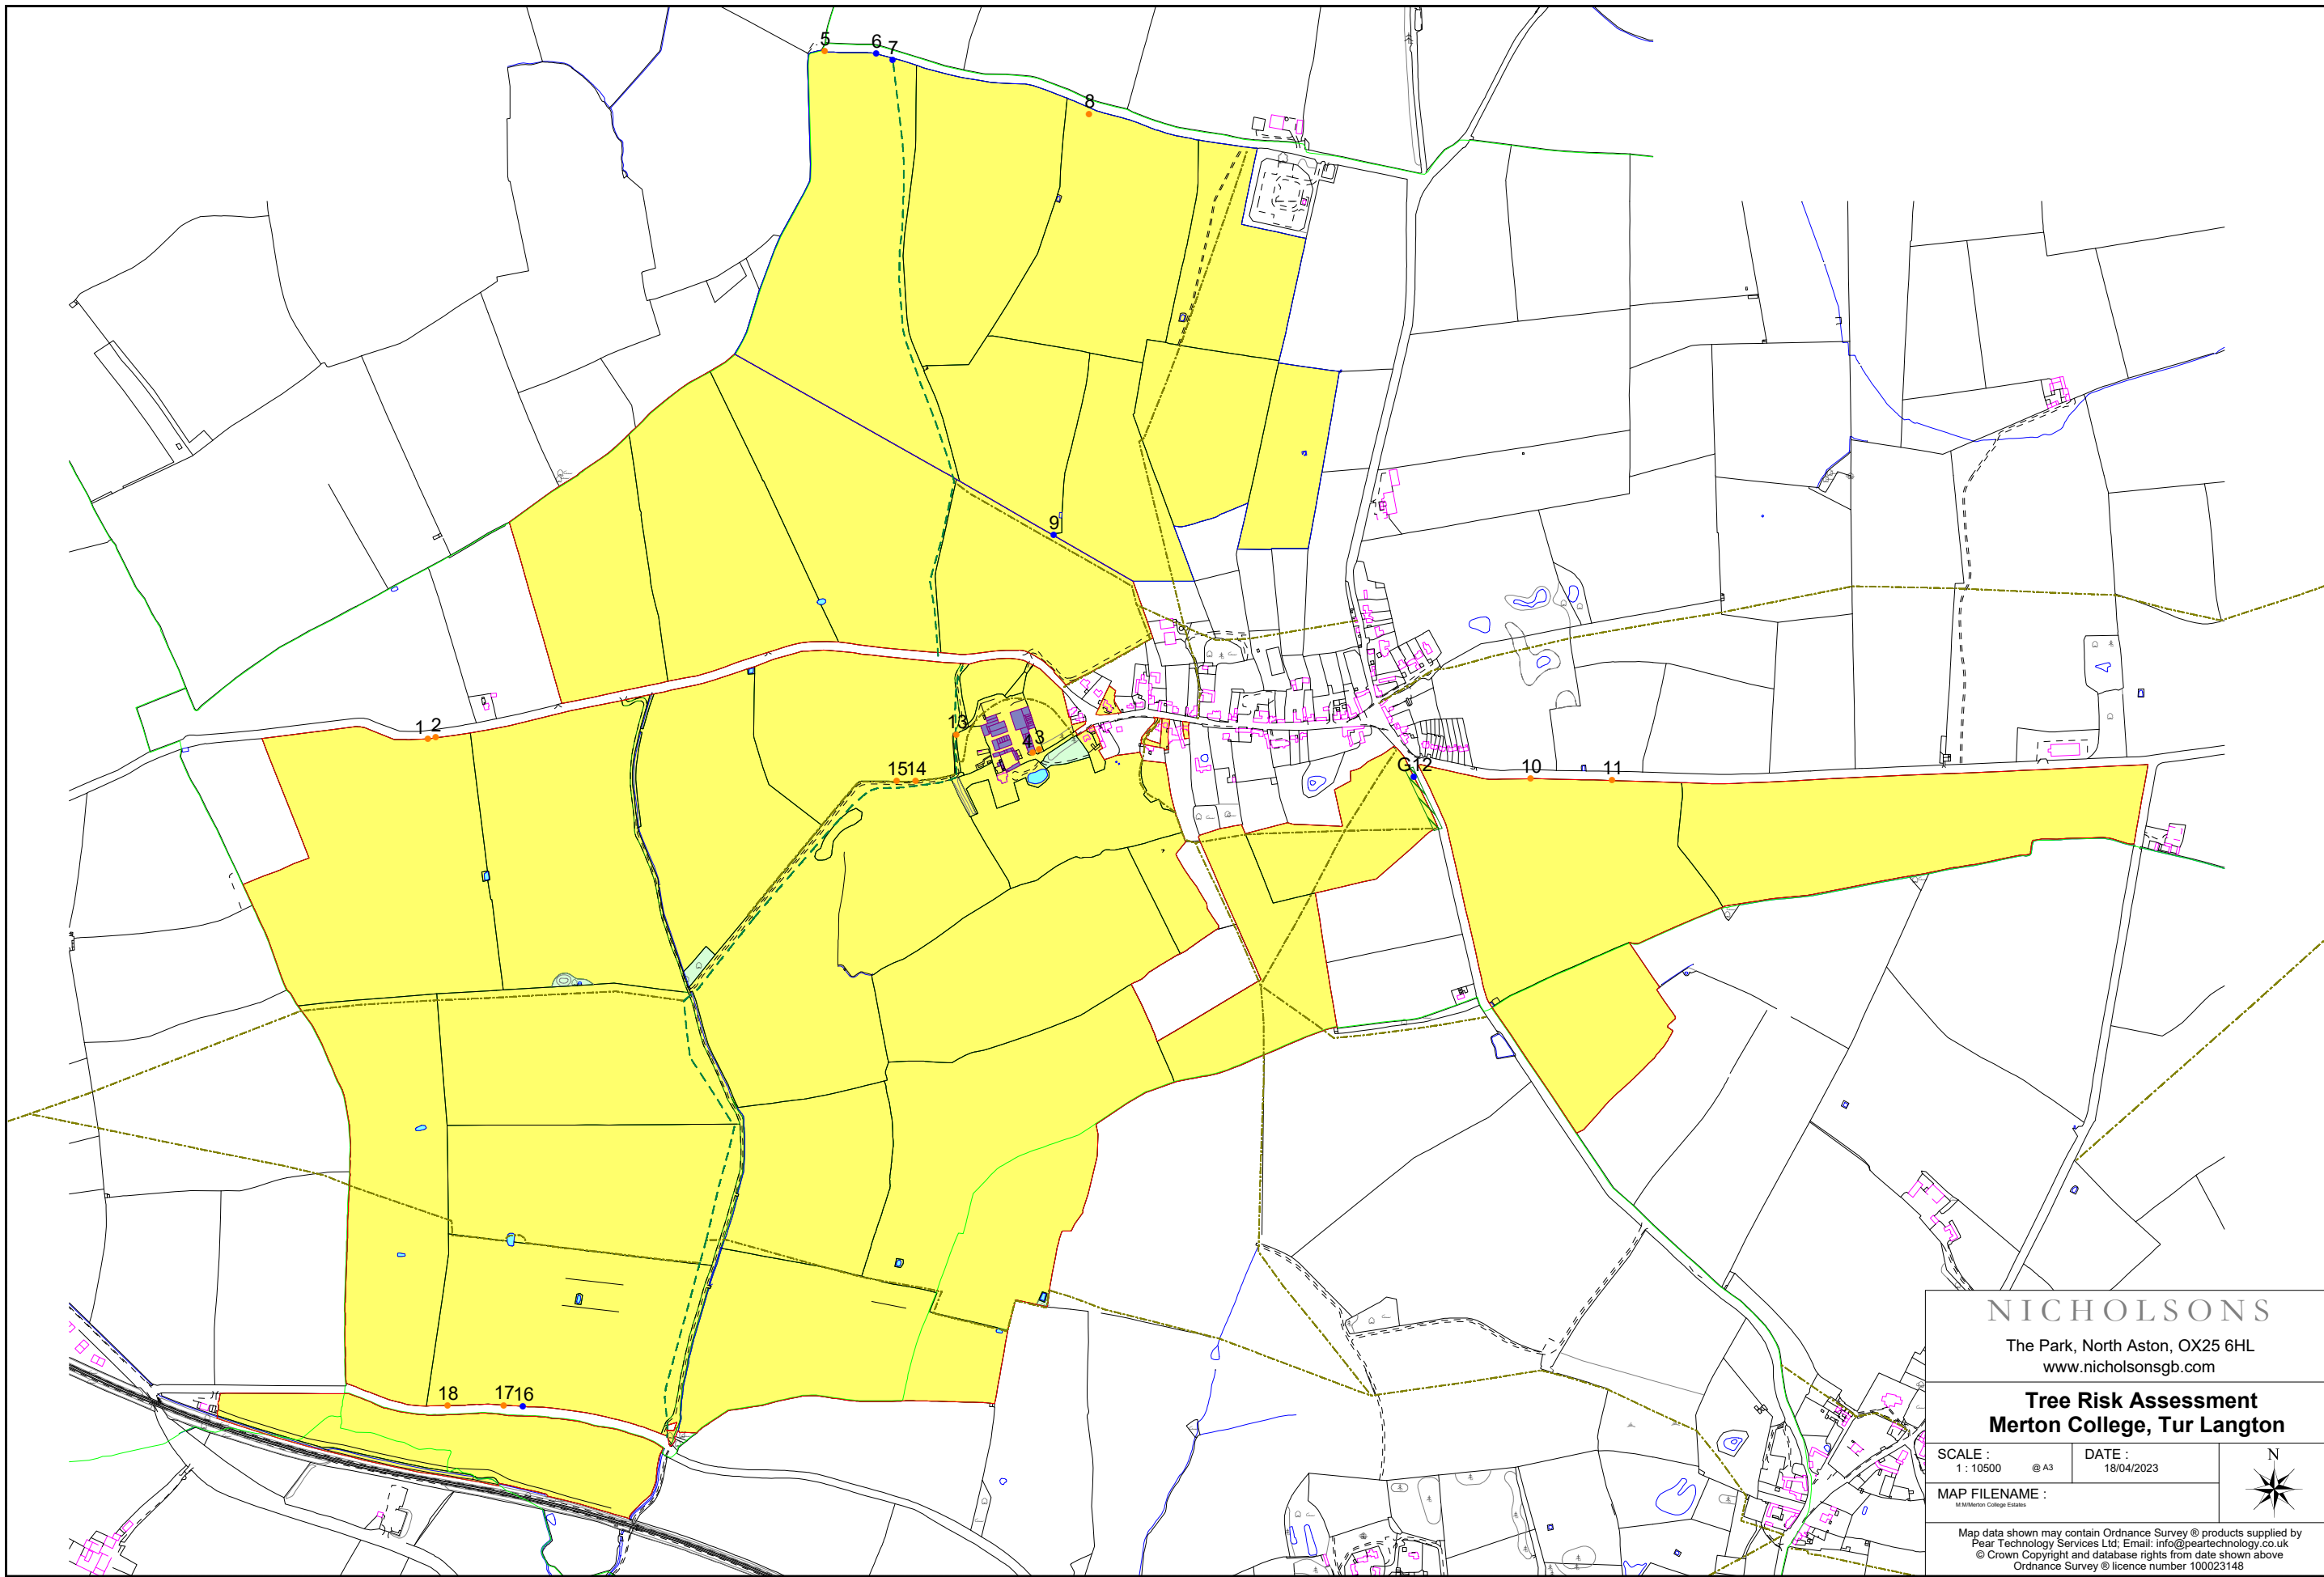 5
6
7
8
9
1 2
13
4 3
1514
G12
10
11
18
1716
NICHOLSONS
The Park, North Aston, OX25 6HL
www.nicholsonsgb.com
Tree Risk Assessment
Merton College, Tur Langton
SCALE :
1 : 10500 @ A3
DATE :
18/04/2023
N
MAP FILENAME :
M:M/Merton College Estates
Map data shown may contain Ordnance Survey ® products supplied by
Pear Technology Services Ltd; Email: info@peartechnology.co.uk
© Crown Copyright and database rights from date shown above
Ordnance Survey ® licence number 100023148